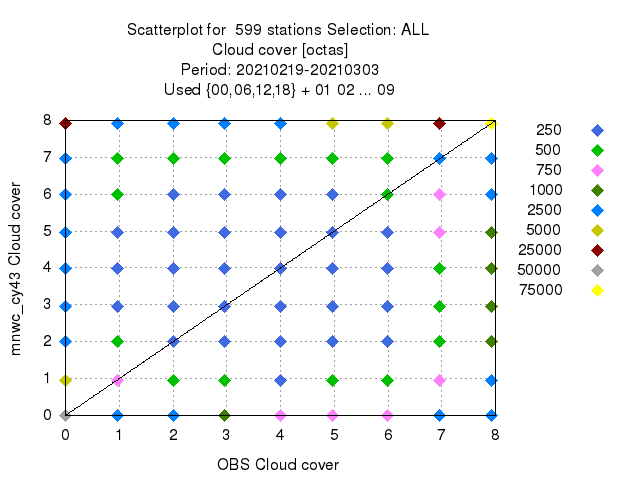 Scatterplot for 599 stations Selection: ALL
Cloud cover [octas]
Period: 20210219-20210303
Used {00,06,12,18} + 01 02 ... 09
8
7
6
5
4
3
2
1
0
mnwc_cy43 Cloud cover
0 1 2 3 4 5 6 7 8
OBS Cloud cover
250
500
750
1000
2500
5000
25000
50000
75000